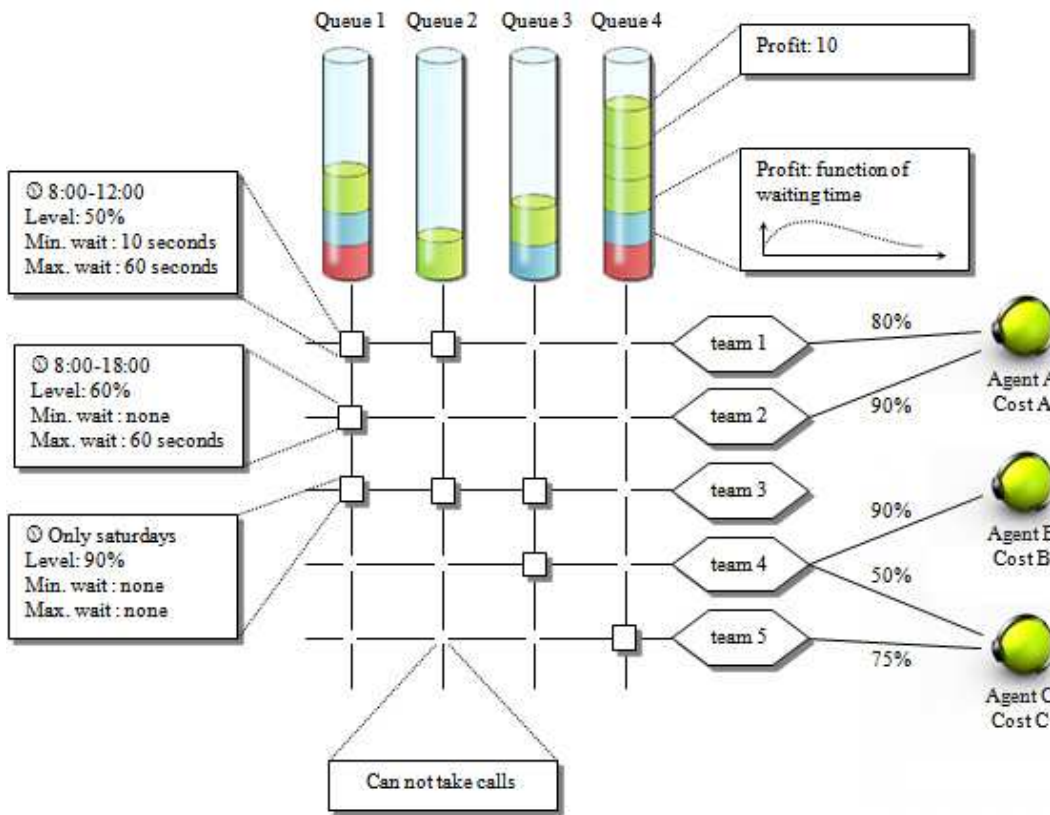 Queue 1
Queue 2
Queue 3
Queue 4
Profit: 10
Profit: function of
waiting time
8:00-12:00
Level: 50%
Min. wait : 10 seconds
Max. wait : 60 seconds
8:00-18:00
Level: 60%
Min. wait : none
Max. wait : 60 seconds
Only saturdays
Level: 90%
Min. wait : none
Max. wait : none
team 1
team 2
team 3
team 4
team 5
80%
90%
90%
50%
75%
Agent A
Cost A
Agent B
Cost B
Agent C
Cost C
Can not take calls